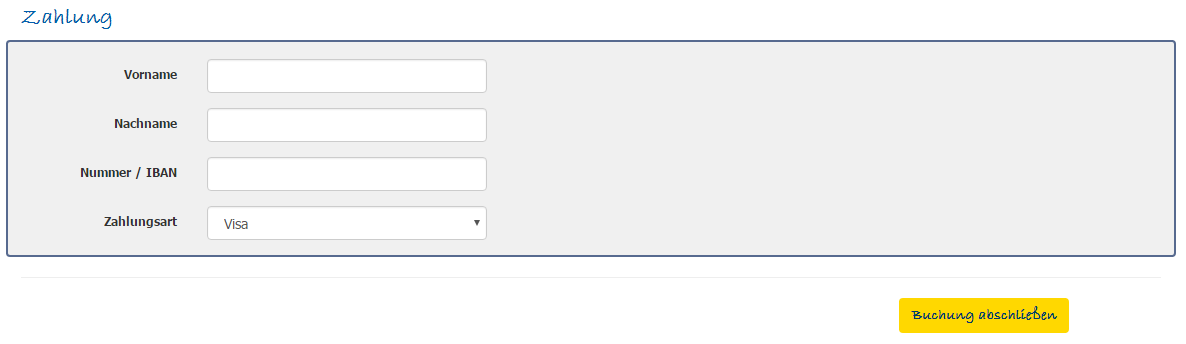 Zahlung
Vorname
Nachname
Nummer / IBAN
Zahlungsart Visa
Buchung abschließen